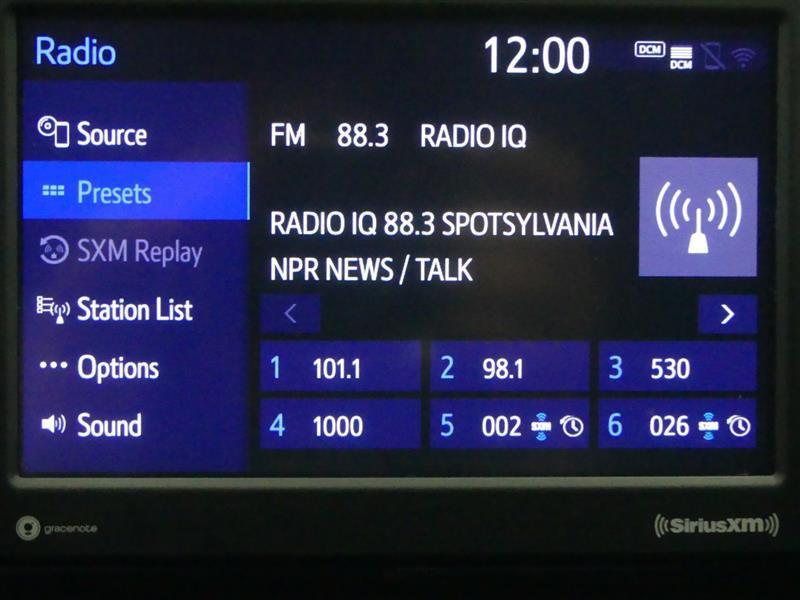 Radio
12:00
DCM
DCM
Source
Presets
SXM Replay
Station List
Options
Sound
FM 88.3 RADIO IQ
RADIO IQ 88.3 SPOTSYLVANIA
NPR NEWS / TALK
<
>
1 101.1
2 98.1
3 530
4 1000
5 002 SXM
6 026 SXM
gracenote
SiriusXM